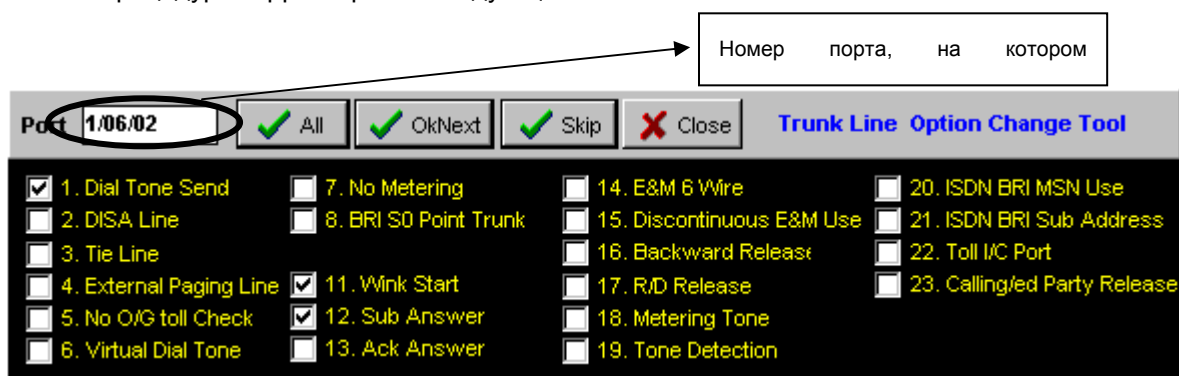 Номер порта, на котором
Port 1/06/02 All OkNext Skip Close Trunk Line Option Change Tool
1. Dial Tone Send
2. DISA Line
3. Tie Line
4. External Paging Line
5. No O/G toll Check
6. Virtual Dial Tone
7. No Metering
8. BRI S0 Point Trunk
11. Wink Start
12. Sub Answer
13. Ack Answer
14. E&M 6 Wire
15. Discontinuous E&M Use
16. Backward Release
17. R/D Release
18. Metering Tone
19. Tone Detection
20. ISDN BRI MSN Use
21. ISDN BRI Sub Address
22. Toll I/C Port
23. Calling/ed Party Release